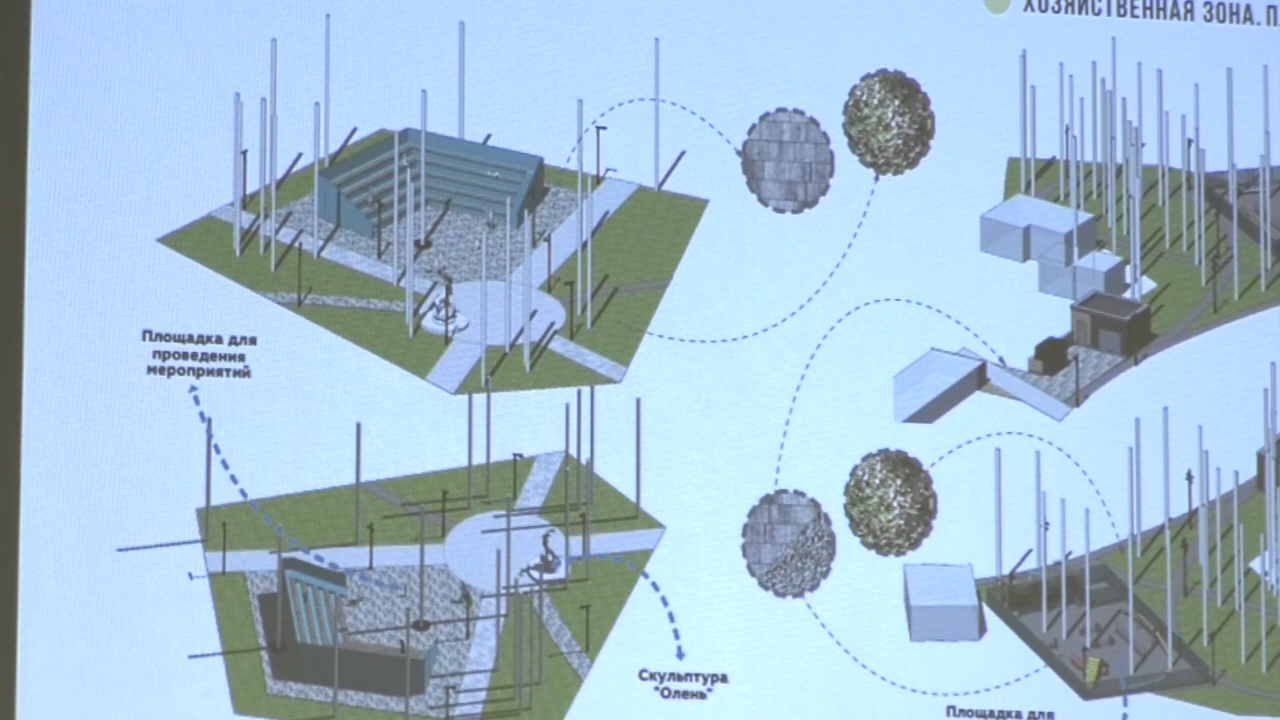 ХОЗЯЙСТВЕННАЯ ЗОНА.
Площадка для
проведения
мероприятий
Скульптура
"Олень"
Площадка для